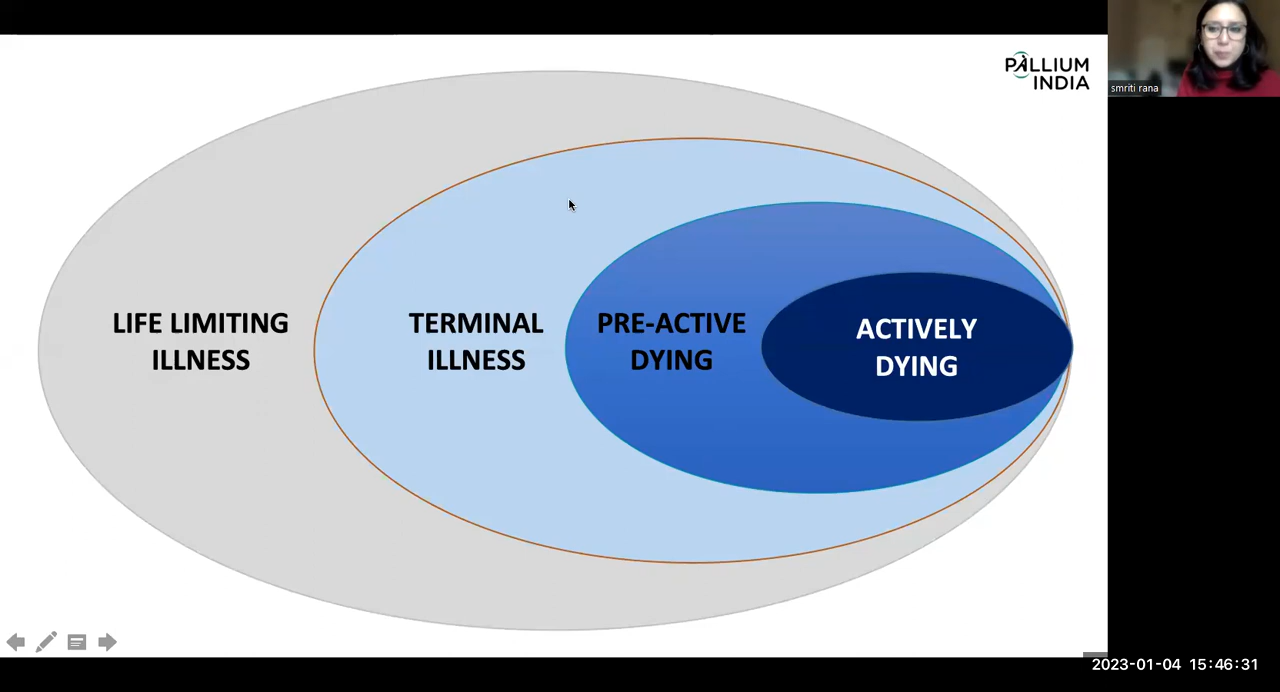 PALLIUM
INDIA
smriti rana
LIFE LIMITING
ILLNESS
TERMINAL
ILLNESS
PRE-ACTIVE
DYING
ACTIVELY
DYING
2023-01-04 15:46:31